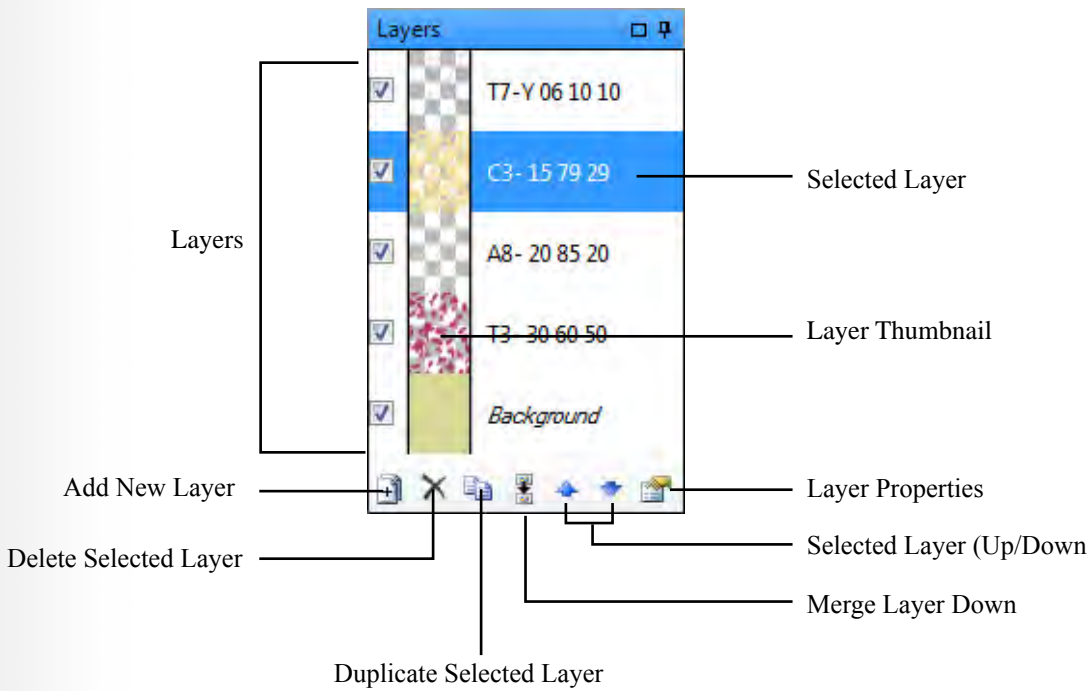 Layers
T7-Y 06 10 10
C3- 15 79 29
Selected Layer
Layers
A8- 20 85 20
T3- 30 60 50
Layer Thumbnail
Background
Add New Layer
Layer Properties
Delete Selected Layer
Selected Layer (Up/Down
Merge Layer Down
Duplicate Selected Layer